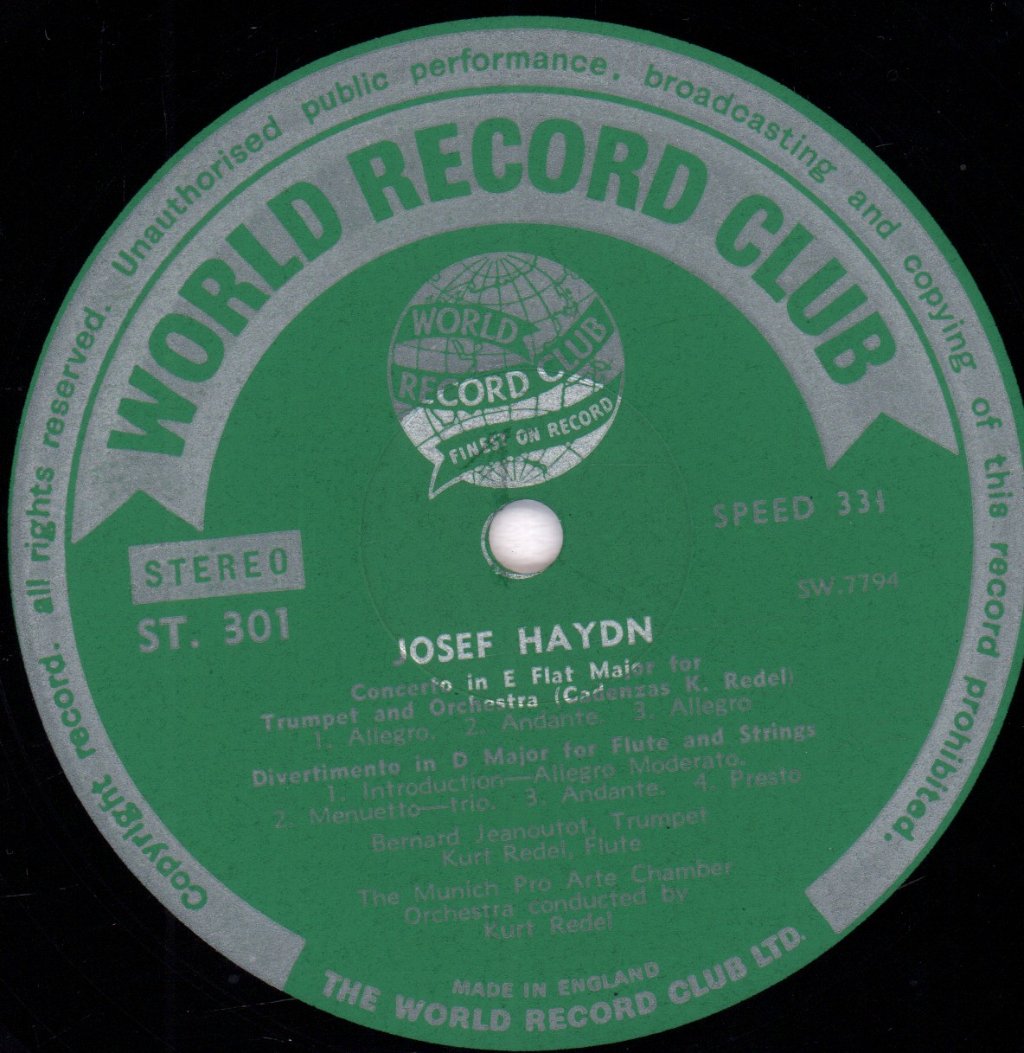 Copyright record. all rights reserved. Unauthorised public performance, broadcasting and copying of this record prohibited.
WORLD RECORD CLUB
WORLD
RECORD CLUB
FINEST ON RECORD
SPEED 331
STEREO
SW.7794
ST. 301
JOSEF HAYDN
Concerto in E Flat Major for
Trumpet and Orchestra (Cadenzas K. Redel)
1. Allegro. 2. Andante. 3. Allegro
Divertimento in D Major for Flute and Strings
1. Introduction—Allegro Moderato.
2. Menuetto—trio. 3. Andante. 4. Presto
Bernard Jeanoutot, Trumpet
Kurt Redel, Flute
The Munich Pro Arte Chamber
Orchestra conducted by
Kurt Redel
MADE IN ENGLAND
THE WORLD RECORD CLUB LTD.